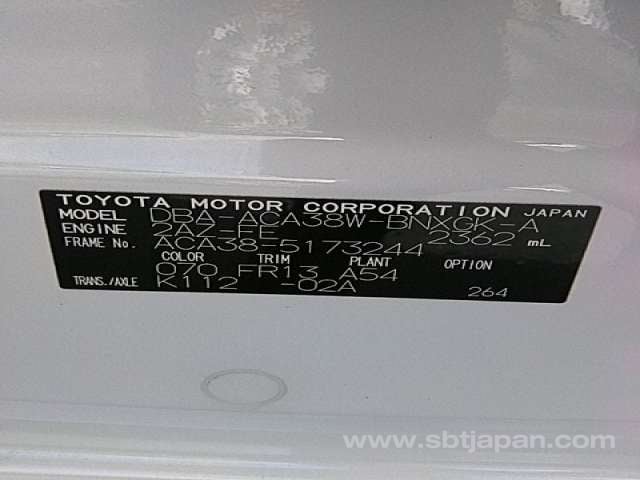 TOYOTA MOTOR CORPORATION JAPAN
MODEL DBA-ACA38W-BNXGK-A
ENGINE 2AZ-FE 2362 mL
FRAME No. ACA38-5173244
COLOR TRIM PLANT OPTION
070 FR13 A54
TRANS./AXLE K112 -02A 264
www.sbtjapan.com